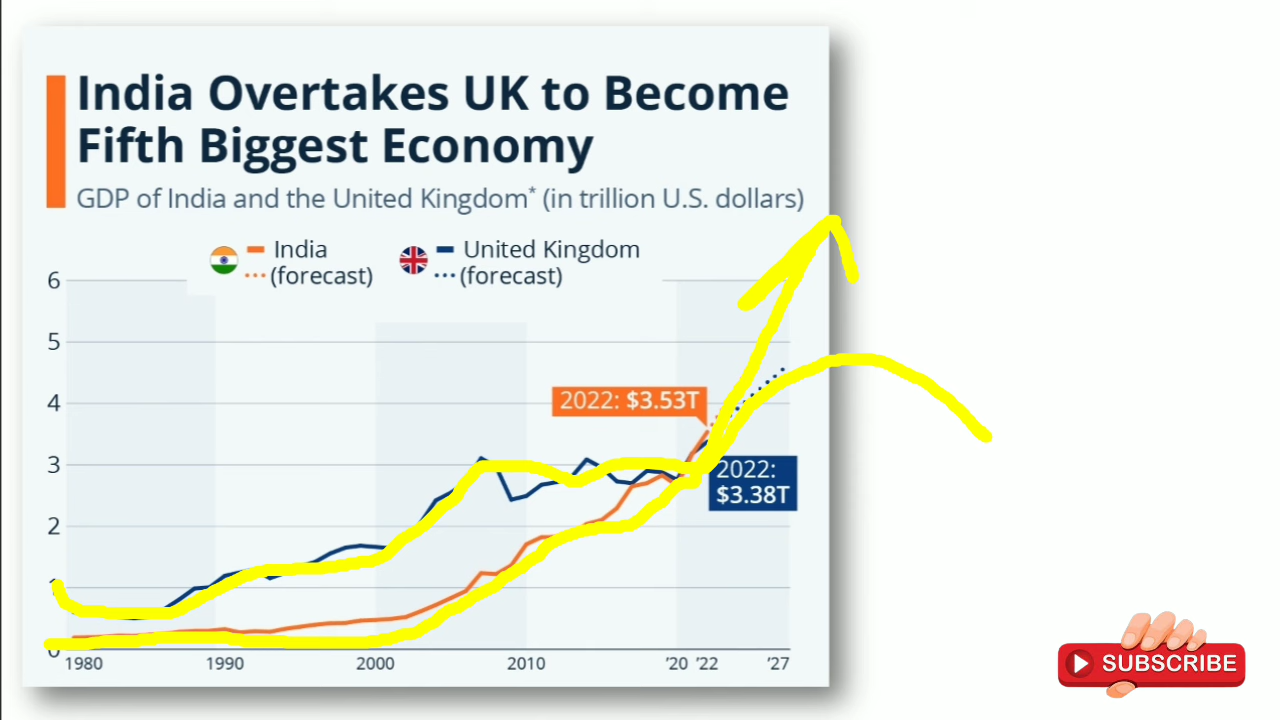 India Overtakes UK to Become
Fifth Biggest Economy
GDP of India and the United Kingdom* (in trillion U.S. dollars)
India
United Kingdom
(forecast)
(forecast)
6
5
4
3
2
0
2022: $3.53T
2022:
$3.38T
1980 1990 2000 2010 '20 '22 '27
SUBSCRIBE